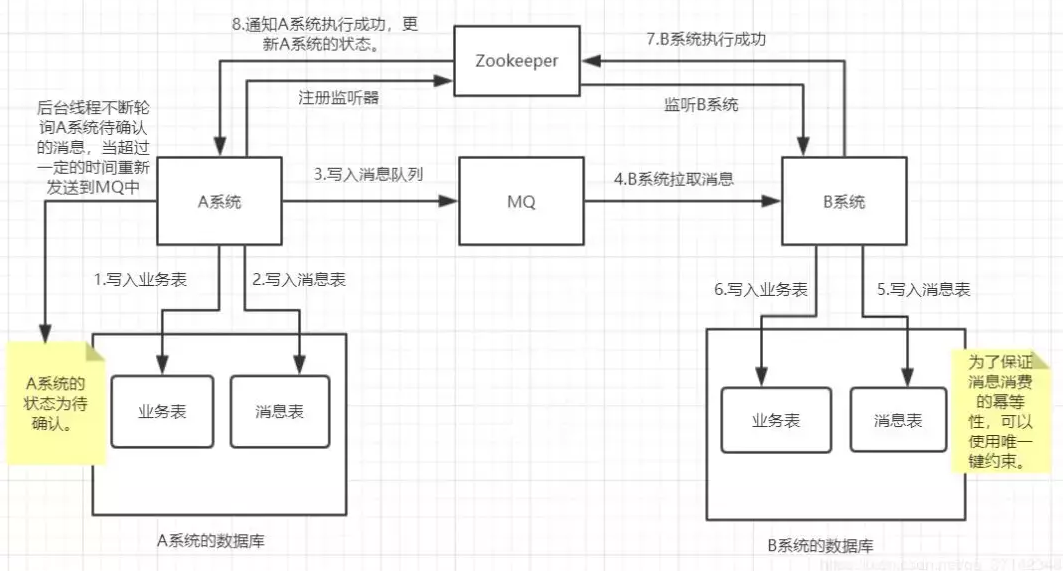 8.通知A系统执行成功，更
新A系统的状态。
Zookeeper
7.B系统执行成功
注册监听器
监听B系统
后台线程不断轮
询A系统待确认
的消息，当超过
一定的时间重新
发送到MQ中
A系统
3.写入消息队列
MQ
4.B系统拉取消息
B系统
1.写入业务表
2.写入消息表
6.写入业务表
5.写入消息表
A系统的
状态为待
确认。
业务表
消息表
业务表
消息表
为了保证
消息消费
的幂等
性，可以
使用唯一
键约束。
A系统的数据库
B系统的数据库